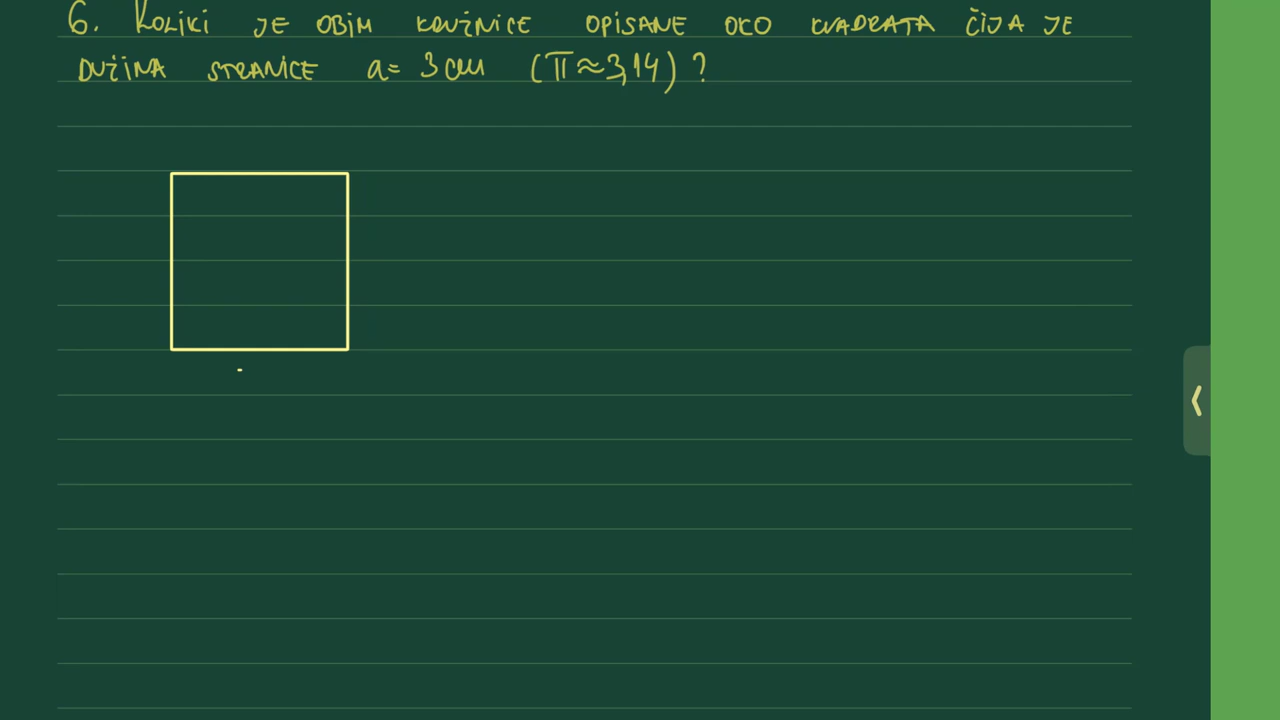 6. KOLIKI JE OBIM KRUŽNICE OPISANE OKO KVADRATA ČIJA JE
DUŽINA STRANICE a= 3 cm (π≈3,14) ?